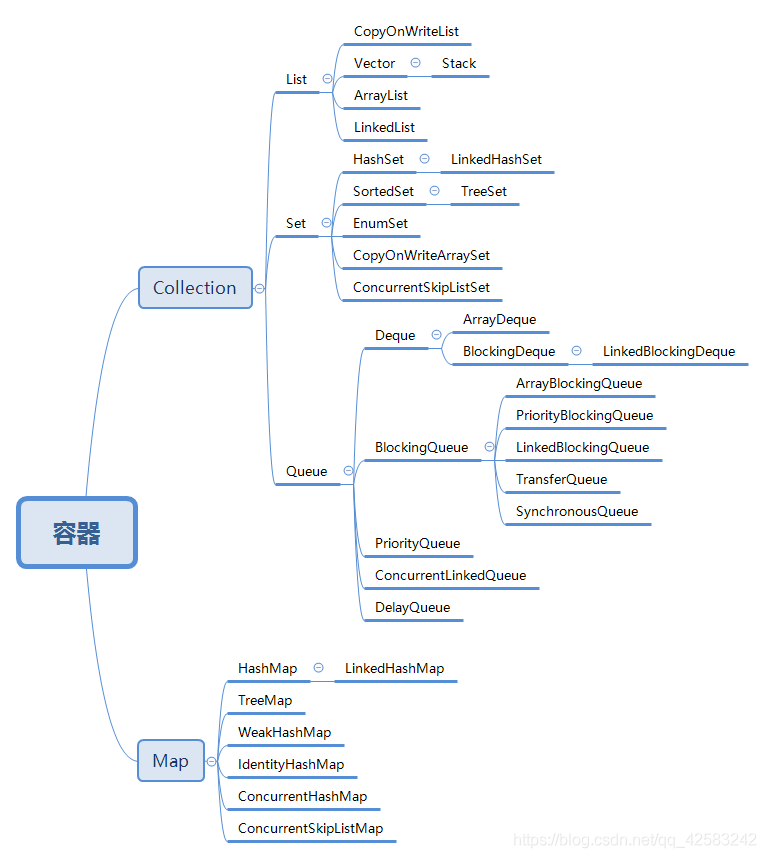 容器
Collection
List
CopyOnWriteList
Vector
Stack
ArrayList
LinkedList
Set
HashSet
LinkedHashSet
SortedSet
TreeSet
EnumSet
CopyOnWriteArraySet
ConcurrentSkipListSet
Queue
Deque
ArrayDeque
BlockingDeque
LinkedBlockingDeque
BlockingQueue
ArrayBlockingQueue
PriorityBlockingQueue
LinkedBlockingQueue
TransferQueue
SynchronousQueue
PriorityQueue
ConcurrentLinkedQueue
DelayQueue
Map
HashMap
LinkedHashMap
TreeMap
WeakHashMap
IdentityHashMap
ConcurrentHashMap
ConcurrentSkipListMap
https://blog.csdn.net/qq_42583242